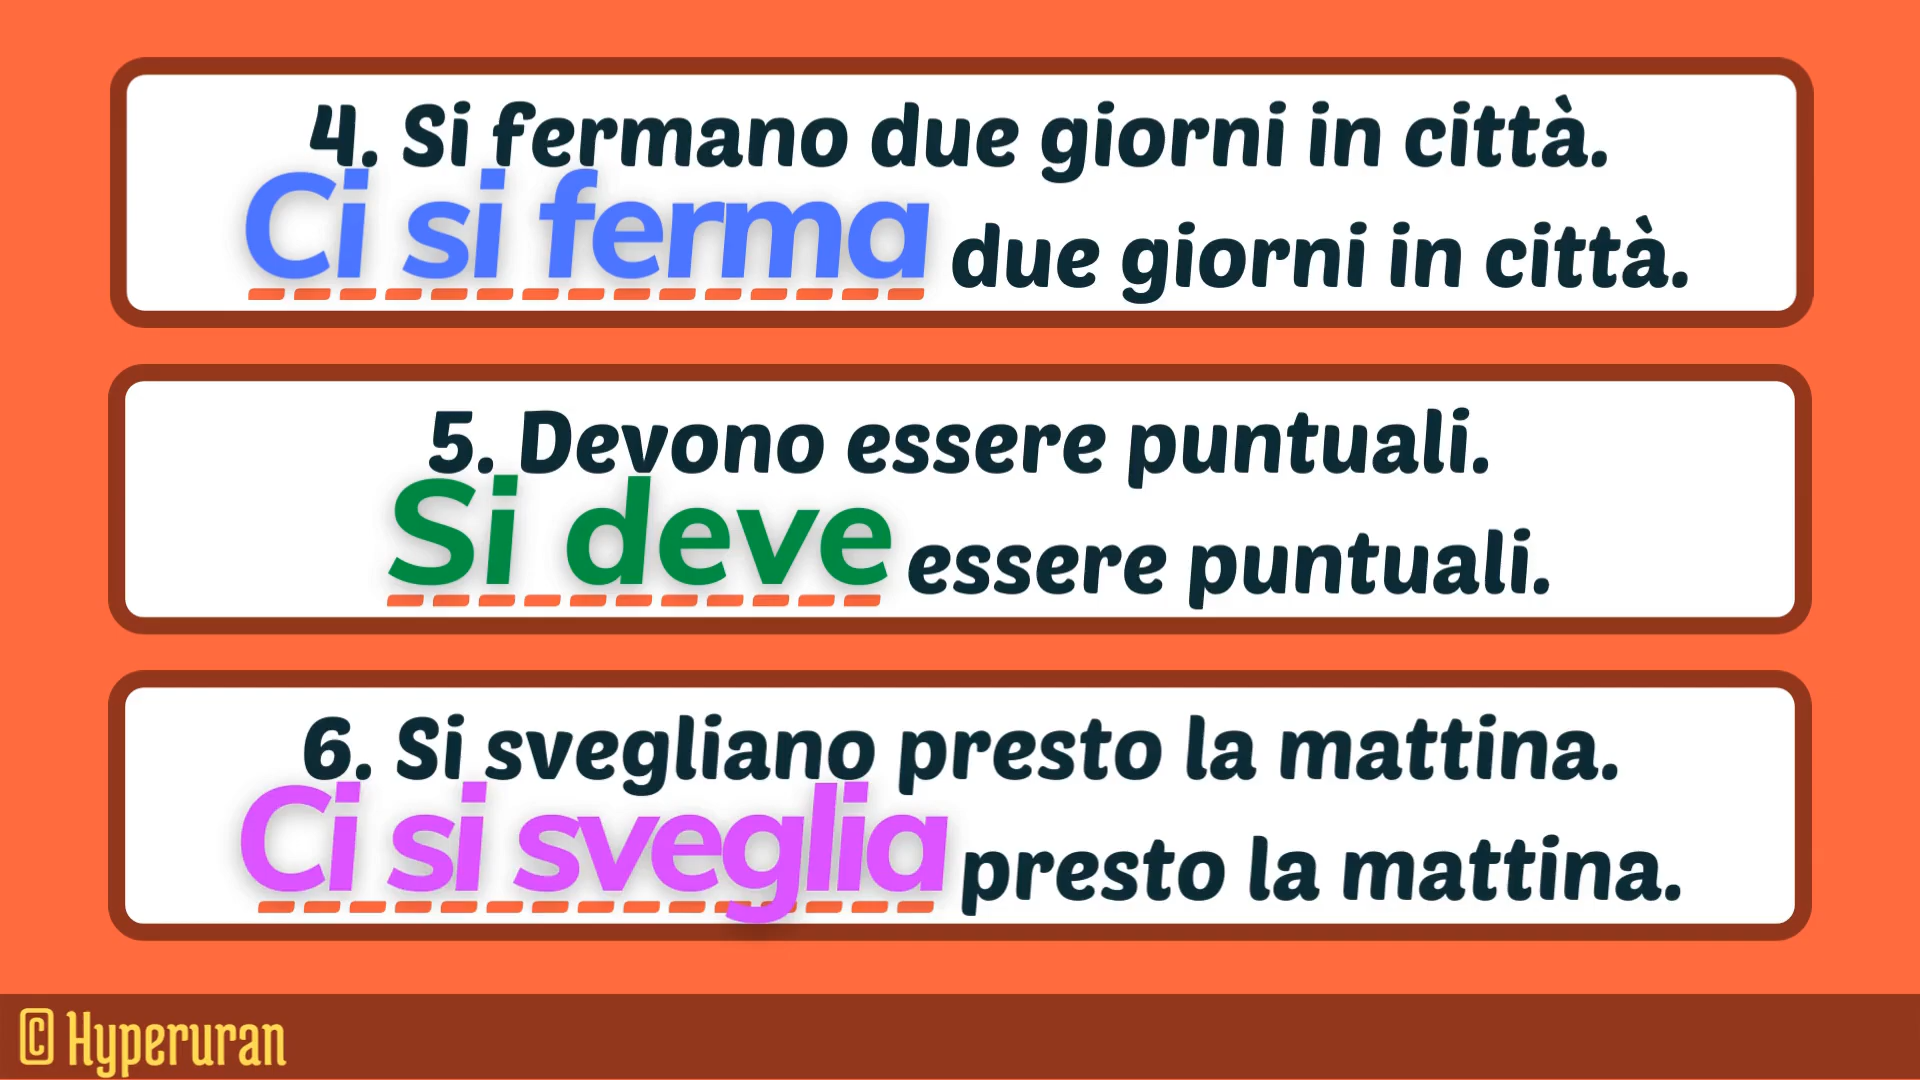 4. Si fermano due giorni in città.
Ci si ferma due giorni in città.
5. Devono essere puntuali.
Si deve essere puntuali.
6. Si svegliano presto la mattina.
Ci si sveglia presto la mattina.
© Hyperuran